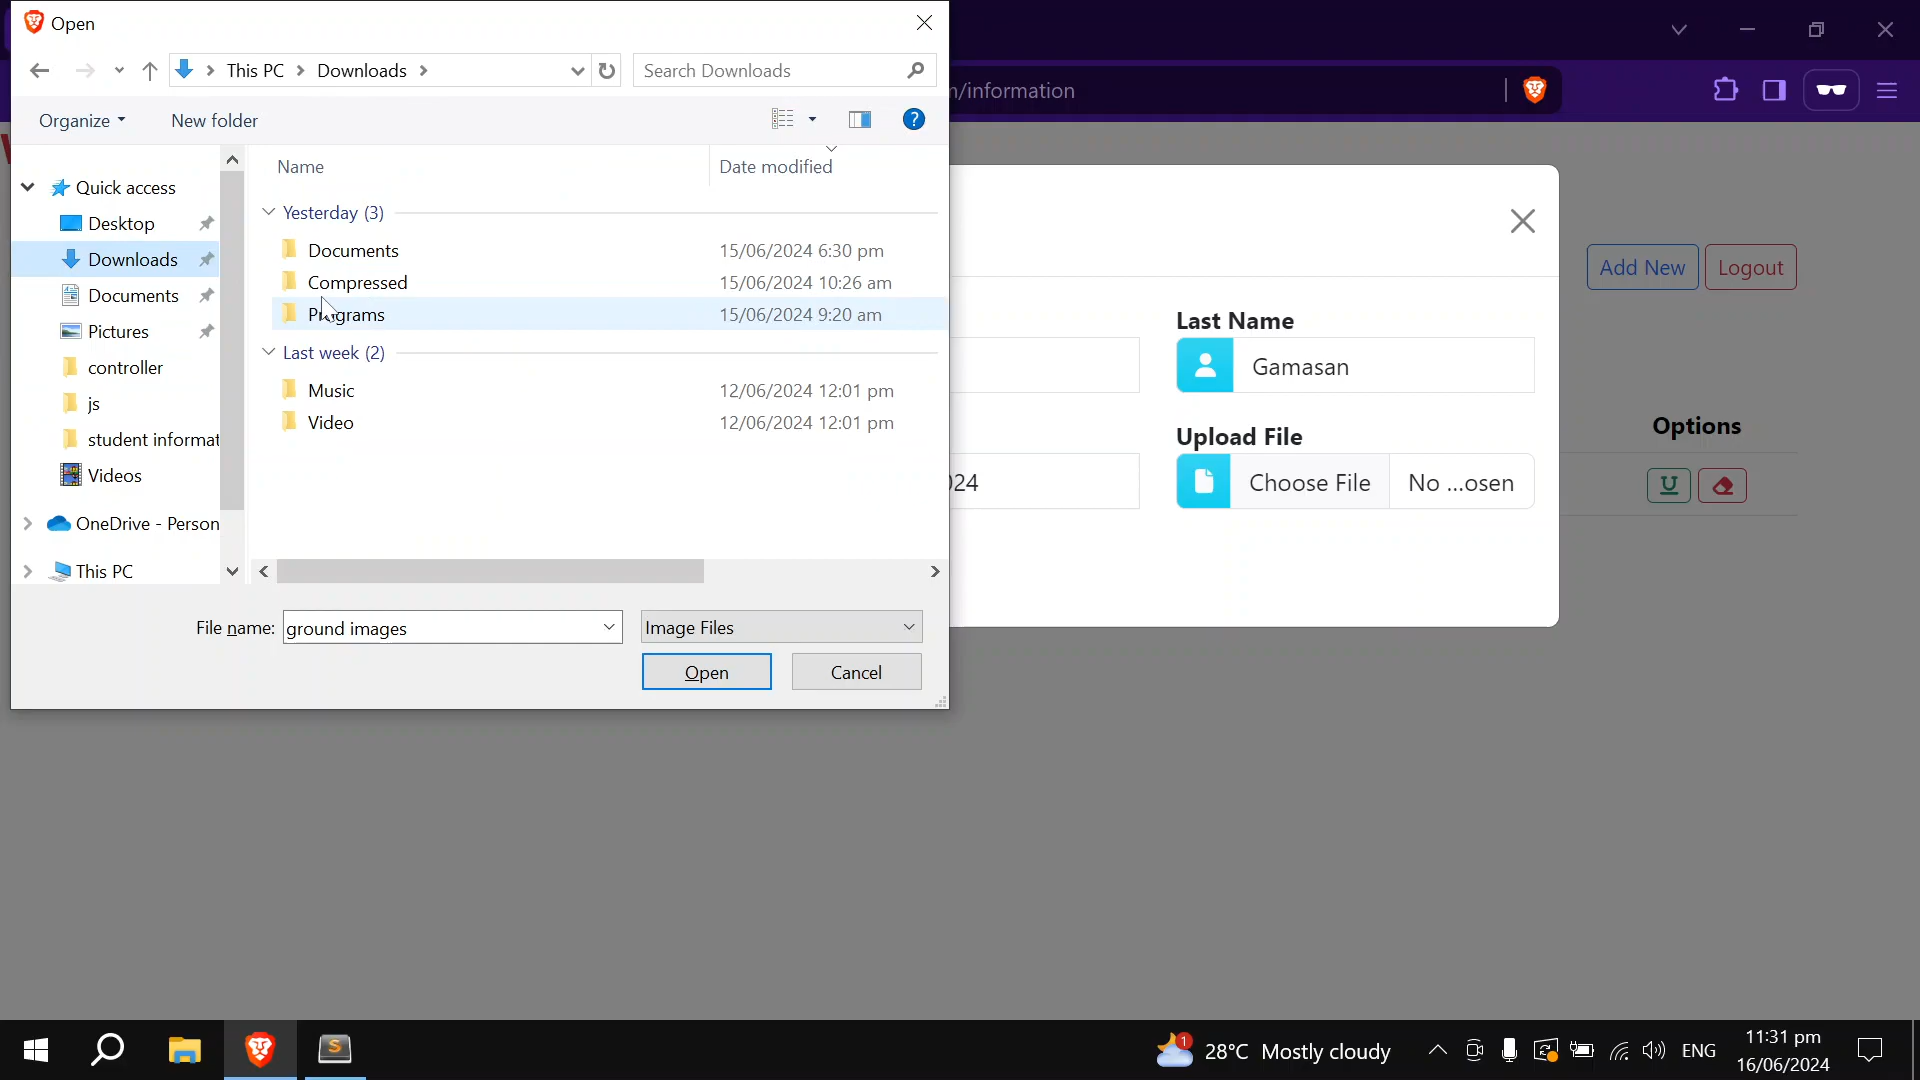 Open
This PC
Downloads
Search Downloads
n/information
Organize
New folder
?
Name
Date modified
Quick access
Desktop
Downloads
Documents
Pictures
controller
js
student informat
Videos
OneDrive - Person
This PC
Yesterday (3)
Documents 15/06/2024 6:30 pm
Compressed 15/06/2024 10:26 am
Programs 15/06/2024 9:20 am
Last week (2)
Music 12/06/2024 12:01 pm
Video 12/06/2024 12:01 pm
File name: ground images
Image Files
Open
Cancel
Add New
Logout
Last Name
Gamasan
Upload File
Choose File
No ...osen
024
Options
S
1
28°C Mostly cloudy
ENG
11:31 pm
16/06/2024